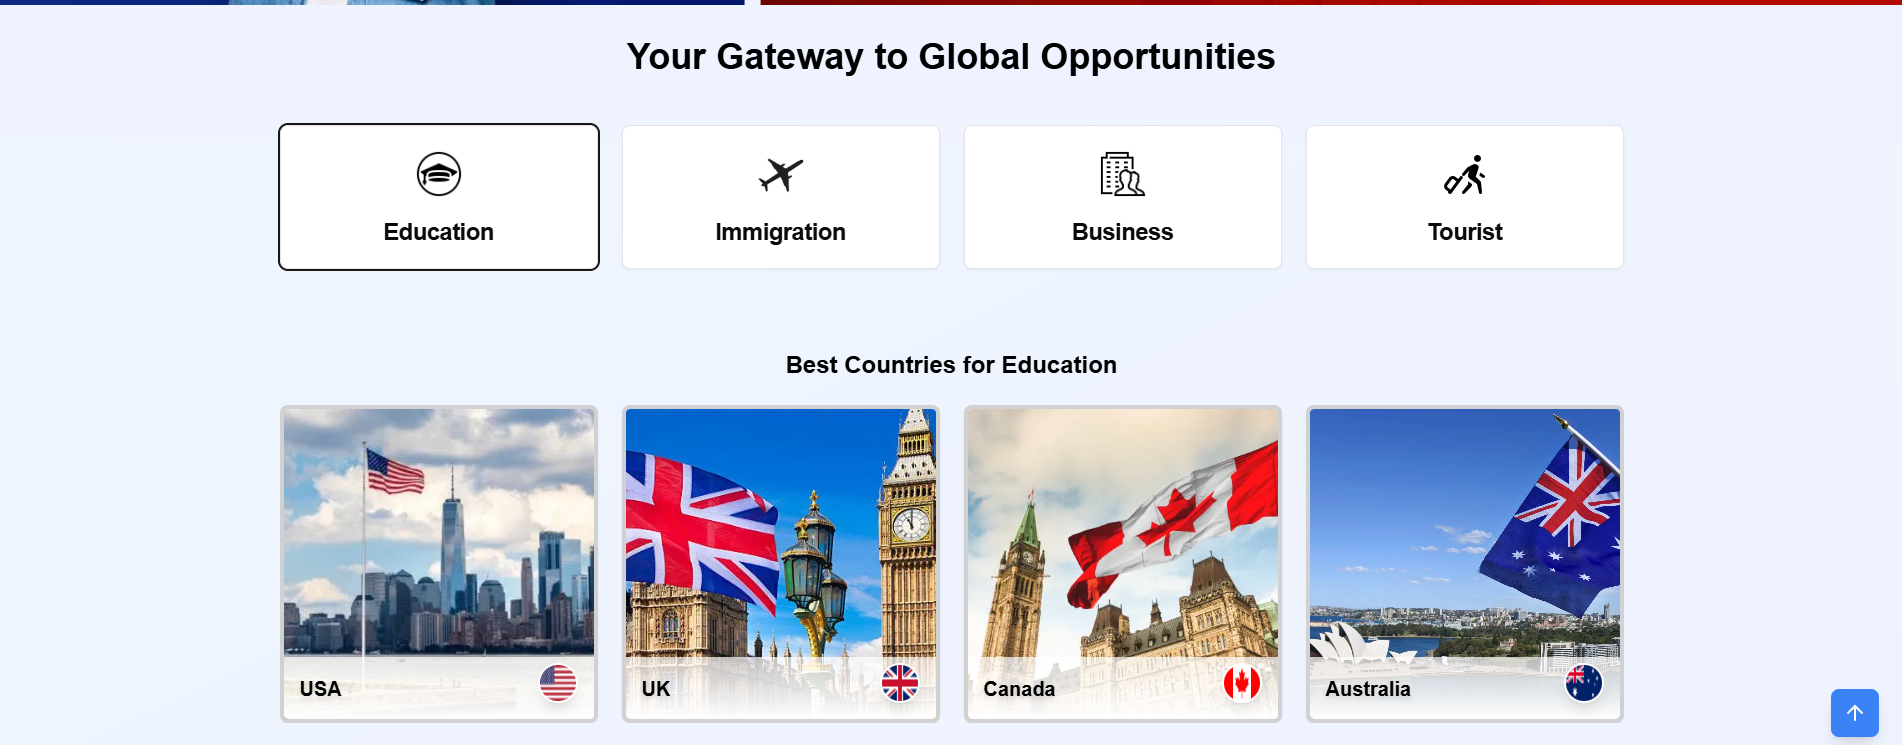 Your Gateway to Global Opportunities
Education
Immigration
Business
Tourist
Best Countries for Education
USA
UK
Canada
Australia